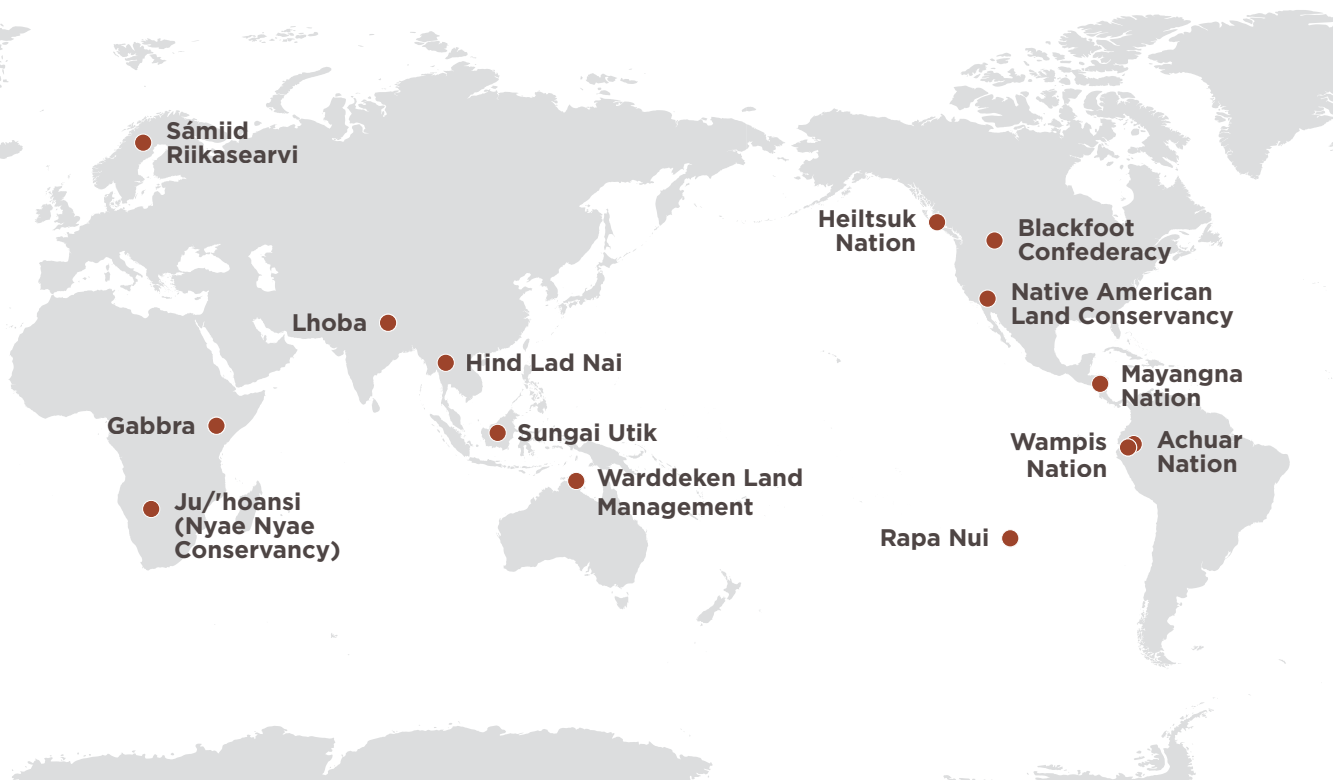 Sámiid
Riikasearvi
Heiltsuk
Nation
Blackfoot
Confederacy
Native American
Land Conservancy
Lhoba
Hind Lad Nai
Mayangna
Nation
Gabbra
Sungai Utik
Wampis
Nation
Achuar
Nation
Warddeken Land
Management
Ju/'hoansi
(Nyae Nyae
Conservancy)
Rapa Nui